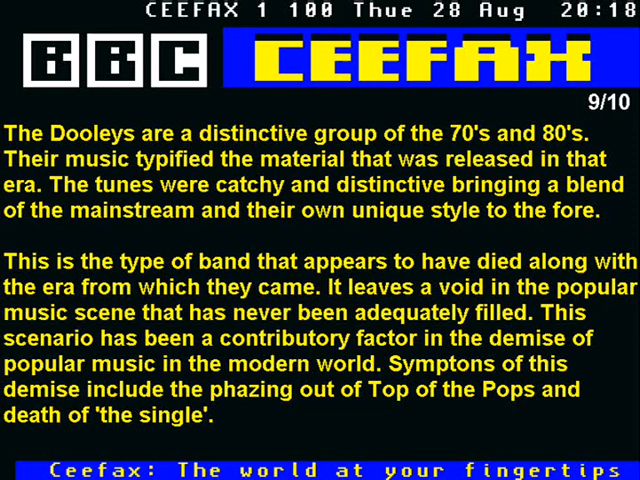 CEEFAX 1 100 Thue 28 Aug 20:18
BBC CEEFAX
9/10
The Dooleys are a distinctive group of the 70's and 80's.
Their music typified the material that was released in that
era. The tunes were catchy and distinctive bringing a blend
of the mainstream and their own unique style to the fore.
This is the type of band that appears to have died along with
the era from which they came. It leaves a void in the popular
music scene that has never been adequately filled. This
scenario has been a contributory factor in the demise of
popular music in the modern world. Symptons of this
demise include the phazing out of Top of the Pops and
death of 'the single'.
Ceefax: The world at your fingertips